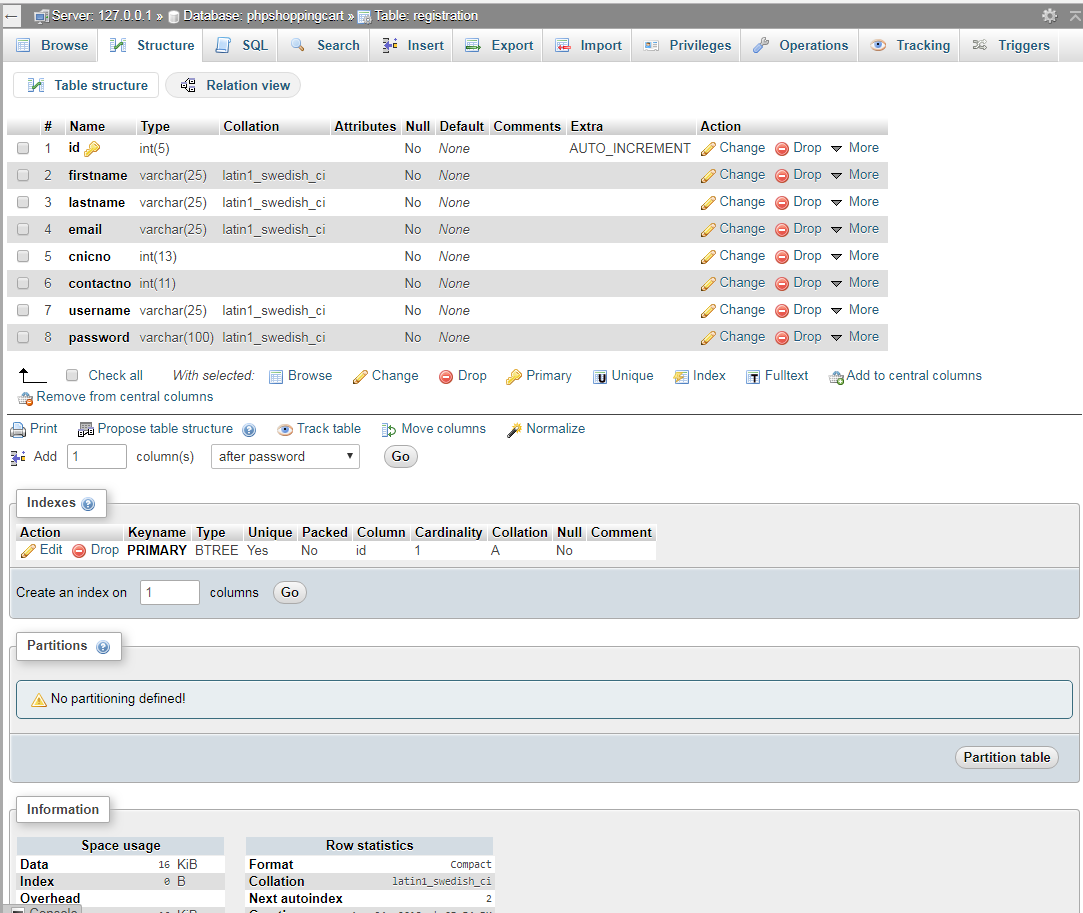 Server: 127.0.0.1 » Database: phpshoppingcart » Table: registration
Browse Structure SQL Search Insert Export Import Privileges Operations Tracking Triggers
Table structure Relation view
# Name Type Collation Attributes Null Default Comments Extra Action
1 id int(5) No None AUTO_INCREMENT Change Drop More
2 firstname varchar(25) latin1_swedish_ci No None Change Drop More
3 lastname varchar(25) latin1_swedish_ci No None Change Drop More
4 email varchar(25) latin1_swedish_ci No None Change Drop More
5 cnicno int(13) No None Change Drop More
6 contactno int(11) No None Change Drop More
7 username varchar(25) latin1_swedish_ci No None Change Drop More
8 password varchar(100) latin1_swedish_ci No None Change Drop More
Check all With selected: Browse Change Drop Primary Unique Index Fulltext Add to central columns
Remove from central columns
Print Propose table structure Track table Move columns Normalize
Add 1 column(s) after password Go
Indexes
Action Keyname Type Unique Packed Column Cardinality Collation Null Comment
Edit Drop PRIMARY BTREE Yes No id 1 A No
Create an index on 1 columns Go
Partitions
No partitioning defined!
Partition table
Information
Space usage Row statistics
Data 16 KiB Format Compact
Index 0 B Collation latin1_swedish_ci
Overhead Next autoindex 2
Console